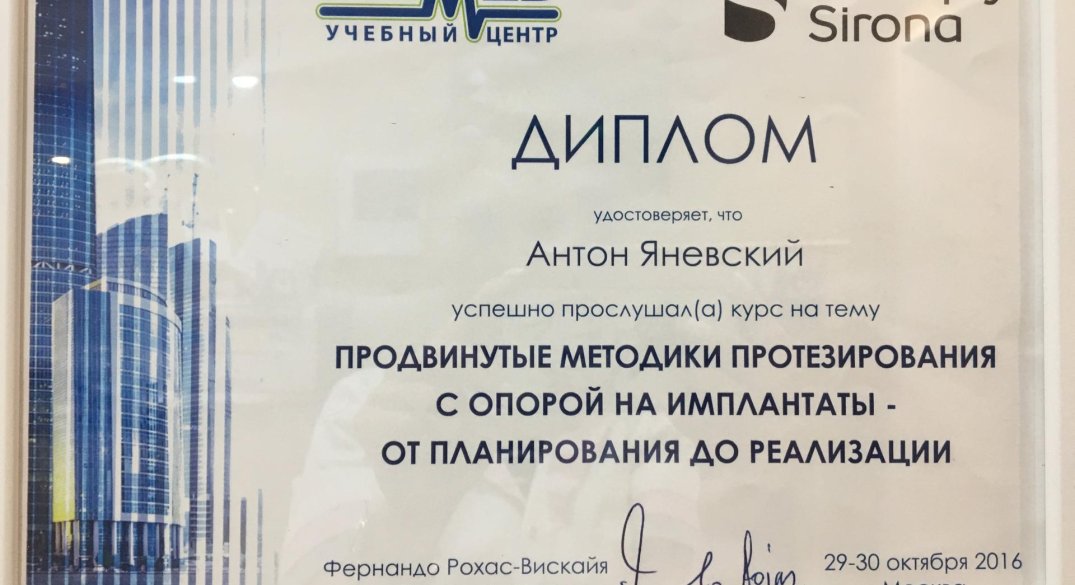 УЧЕБНЫЙ ЦЕНТР
Sirona
ДИПЛОМ
удостоверяет, что
Антон Яневский
успешно прослушал(а) курс на тему
ПРОДВИНУТЫЕ МЕТОДИКИ ПРОТЕЗИРОВАНИЯ
С ОПОРОЙ НА ИМПЛАНТАТЫ -
ОТ ПЛАНИРОВАНИЯ ДО РЕАЛИЗАЦИИ
Фернандо Рохас-Вискайя
29-30 октября 2016
Москва